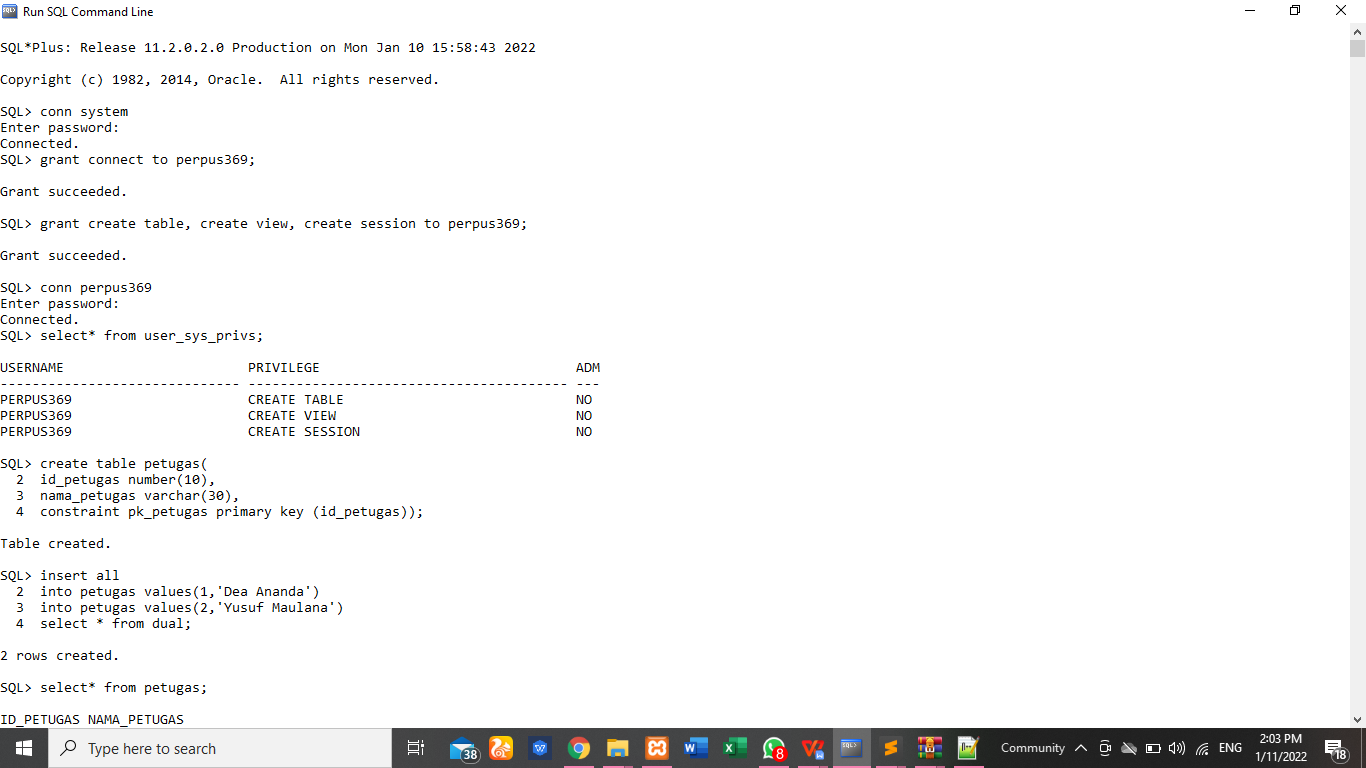 Run SQL Command Line
SQL*Plus: Release 11.2.0.2.0 Production on Mon Jan 10 15:58:43 2022
Copyright (c) 1982, 2014, Oracle.  All rights reserved.
SQL> conn system
Enter password:
Connected.
SQL> grant connect to perpus369;
Grant succeeded.
SQL> grant create table, create view, create session to perpus369;
Grant succeeded.
SQL> conn perpus369
Enter password:
Connected.
SQL> select* from user_sys_privs;
USERNAME                       PRIVILEGE                                ADM
------------------------------ ---------------------------------------- ---
PERPUS369                      CREATE TABLE                             NO
PERPUS369                      CREATE VIEW                              NO
PERPUS369                      CREATE SESSION                           NO
SQL> create table petugas(
  2  id_petugas number(10),
  3  nama_petugas varchar(30),
  4  constraint pk_petugas primary key (id_petugas));
Table created.
SQL> insert all
  2  into petugas values(1,'Dea Ananda')
  3  into petugas values(2,'Yusuf Maulana')
  4  select * from dual;
2 rows created.
SQL> select* from petugas;
ID_PETUGAS NAMA_PETUGAS
Type here to search
38
8
Community
ENG
2:03 PM
1/11/2022
18